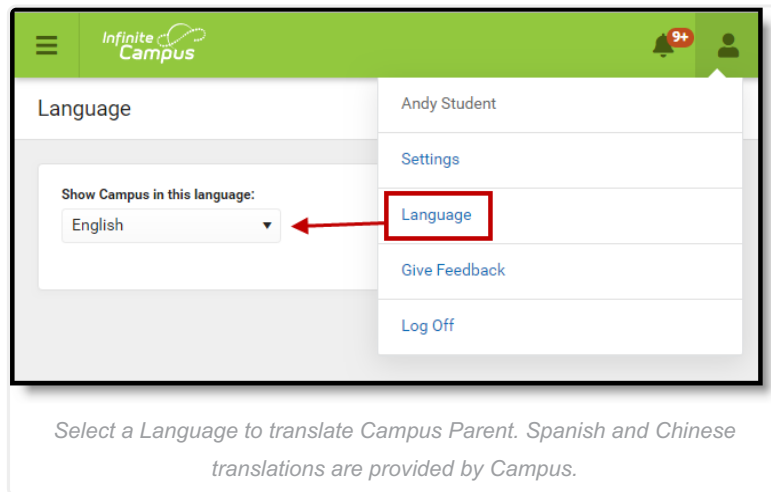 Infinite
Campus
9+
Language
Andy Student
Settings
Show Campus in this language:
English
Language
Give Feedback
Log Off
Select a Language to translate Campus Parent. Spanish and Chinese
translations are provided by Campus.